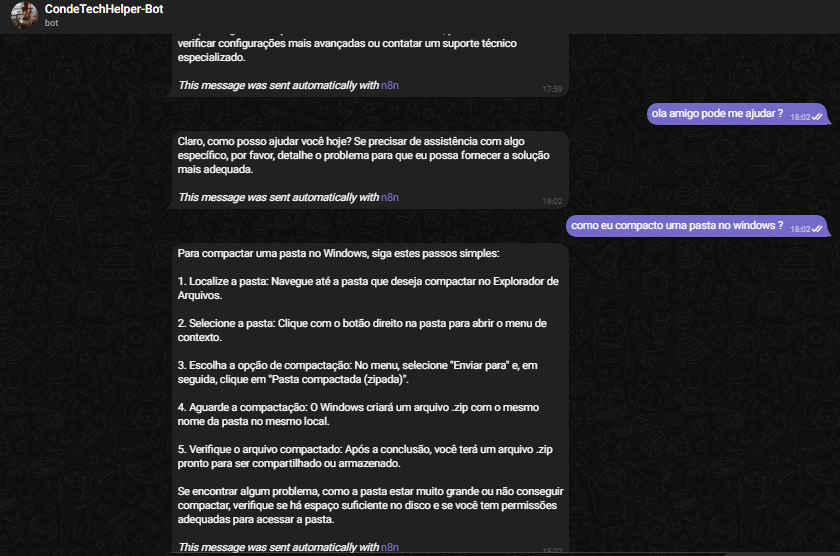 CondeTechHelper-Bot
bot
verificar configurações mais avançadas ou contatar um suporte técnico
especializado.
This message was sent automatically with n8n
17:59
ola amigo pode me ajudar ?
18:02
Claro, como posso ajudar você hoje? Se precisar de assistência com algo
específico, por favor, detalhe o problema para que eu possa fornecer a solução
mais adequada.
This message was sent automatically with n8n
18:02
como eu compacto uma pasta no windows ?
18:02
Para compactar uma pasta no Windows, siga estes passos simples:
1. Localize a pasta: Navegue até a pasta que deseja compactar no Explorador de
Arquivos.
2. Selecione a pasta: Clique com o botão direito na pasta para abrir o menu de
contexto.
3. Escolha a opção de compactação: No menu, selecione "Enviar para" e, em
seguida, clique em "Pasta compactada (zipada)".
4. Aguarde a compactação: O Windows criará um arquivo .zip com o mesmo
nome da pasta no mesmo local.
5. Verifique o arquivo compactado: Após a conclusão, você terá um arquivo .zip
pronto para ser compartilhado ou armazenado.
Se encontrar algum problema, como a pasta estar muito grande ou não conseguir
compactar, verifique se há espaço suficiente no disco e se você tem permissões
adequadas para acessar a pasta.
This message was sent automatically with n8n
18:02